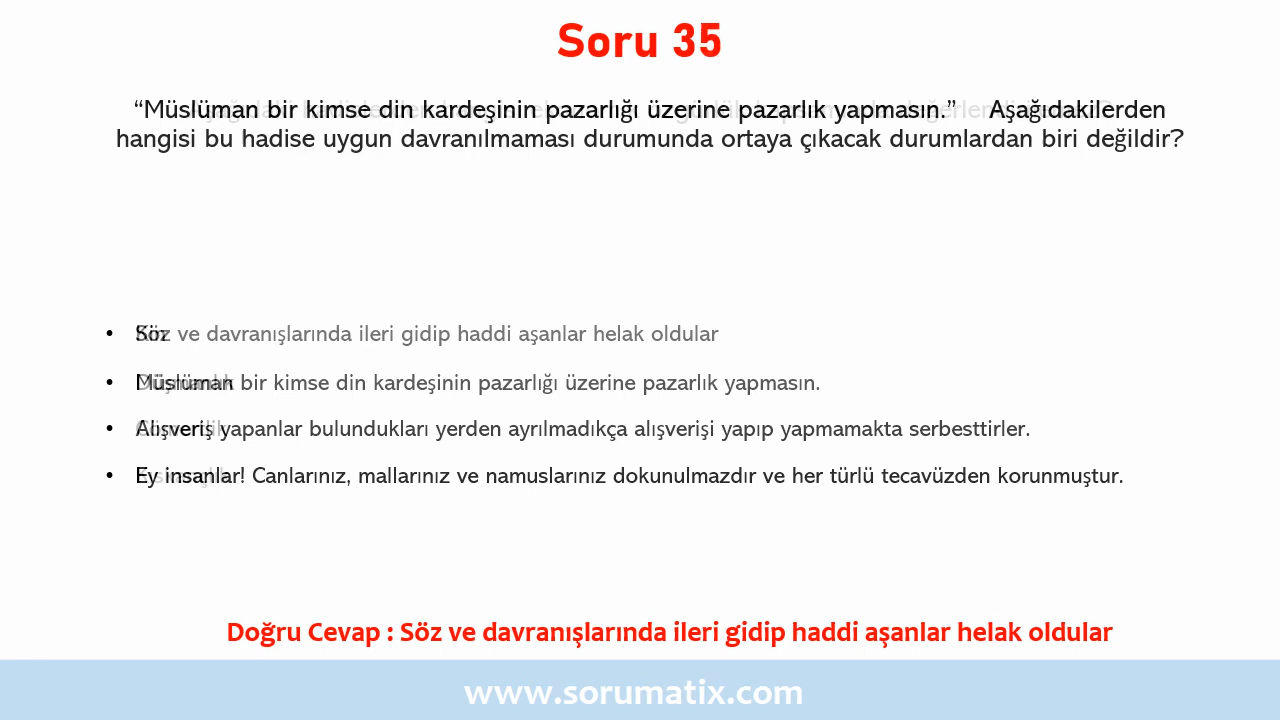 Soru 35
“Müslüman bir kimse din kardeşinin pazarlığı üzerine pazarlık yapmasın.” Aşağıdakilerden
hangisi bu hadise uygun davranılmaması durumunda ortaya çıkacak durumlardan biri değildir?
• Söz ve davranışlarında ileri gidip haddi aşanlar helak oldular
• Müslüman bir kimse din kardeşinin pazarlığı üzerine pazarlık yapmasın.
• Alışveriş yapanlar bulundukları yerden ayrılmadıkça alışverişi yapıp yapmamakta serbesttirler.
• Ey insanlar! Canlarınız, mallarınız ve namuslarınız dokunulmazdır ve her türlü tecavüzden korunmuştur.
Doğru Cevap : Söz ve davranışlarında ileri gidip haddi aşanlar helak oldular
www.sorumatix.com